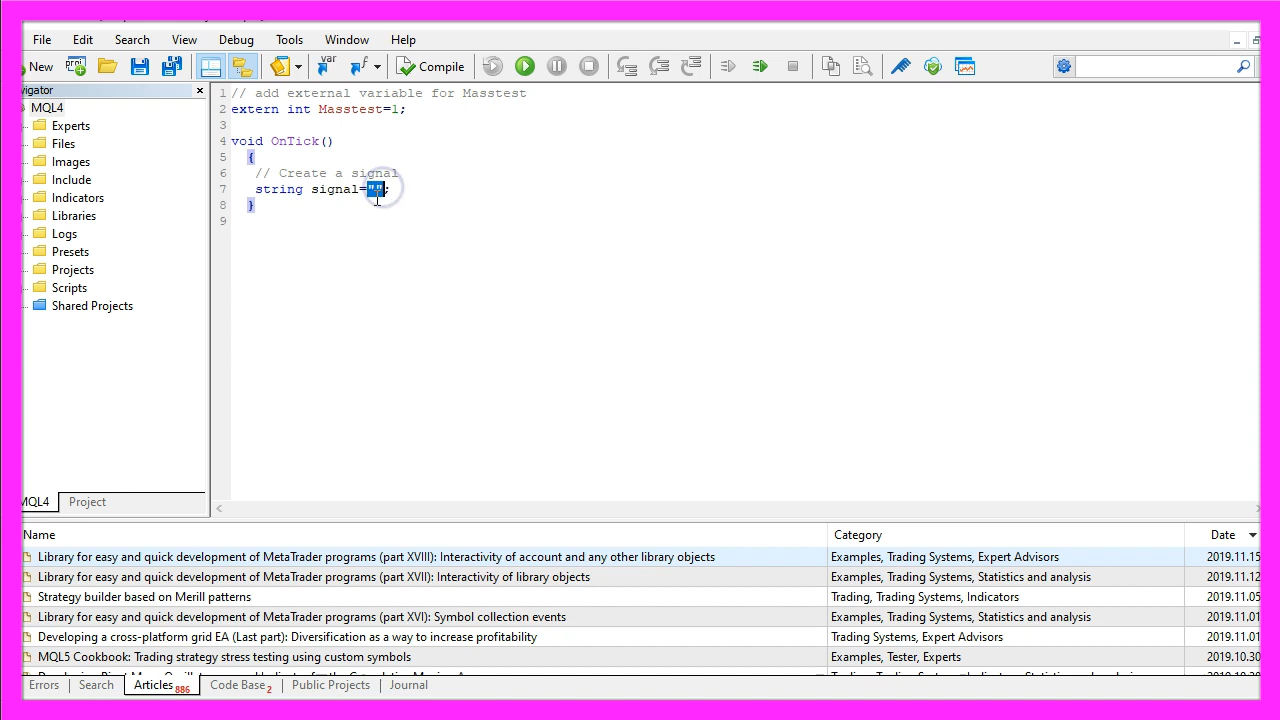 File Edit Search View Debug Tools Window Help
New Compile
vigator
MQL4
Experts
Files
Images
Include
Indicators
Libraries
Logs
Presets
Projects
Scripts
Shared Projects
1 // add external variable for Masstest
2 extern int Masstest=1;
3
4 void OnTick()
5 {
6 // Create a signal
7 string signal="";
8 }
9
MQL4 Project
Name Category Date
Library for easy and quick development of MetaTrader programs (part XVIII): Interactivity of account and any other library objects Examples, Trading Systems, Expert Advisors 2019.11.15
Library for easy and quick development of MetaTrader programs (part XVII): Interactivity of library objects Examples, Trading Systems, Statistics and analysis 2019.11.12
Strategy builder based on Merill patterns Trading, Trading Systems, Indicators 2019.11.05
Library for easy and quick development of MetaTrader programs (part XVI): Symbol collection events Examples, Trading Systems, Statistics and analysis 2019.11.01
Developing a cross-platform grid EA (Last part): Diversification as a way to increase profitability Trading Systems, Expert Advisors 2019.11.01
MQL5 Cookbook: Trading strategy stress testing using custom symbols Examples, Tester, Experts 2019.10.30
Errors Search Articles 886 Code Base 2 Public Projects Journal